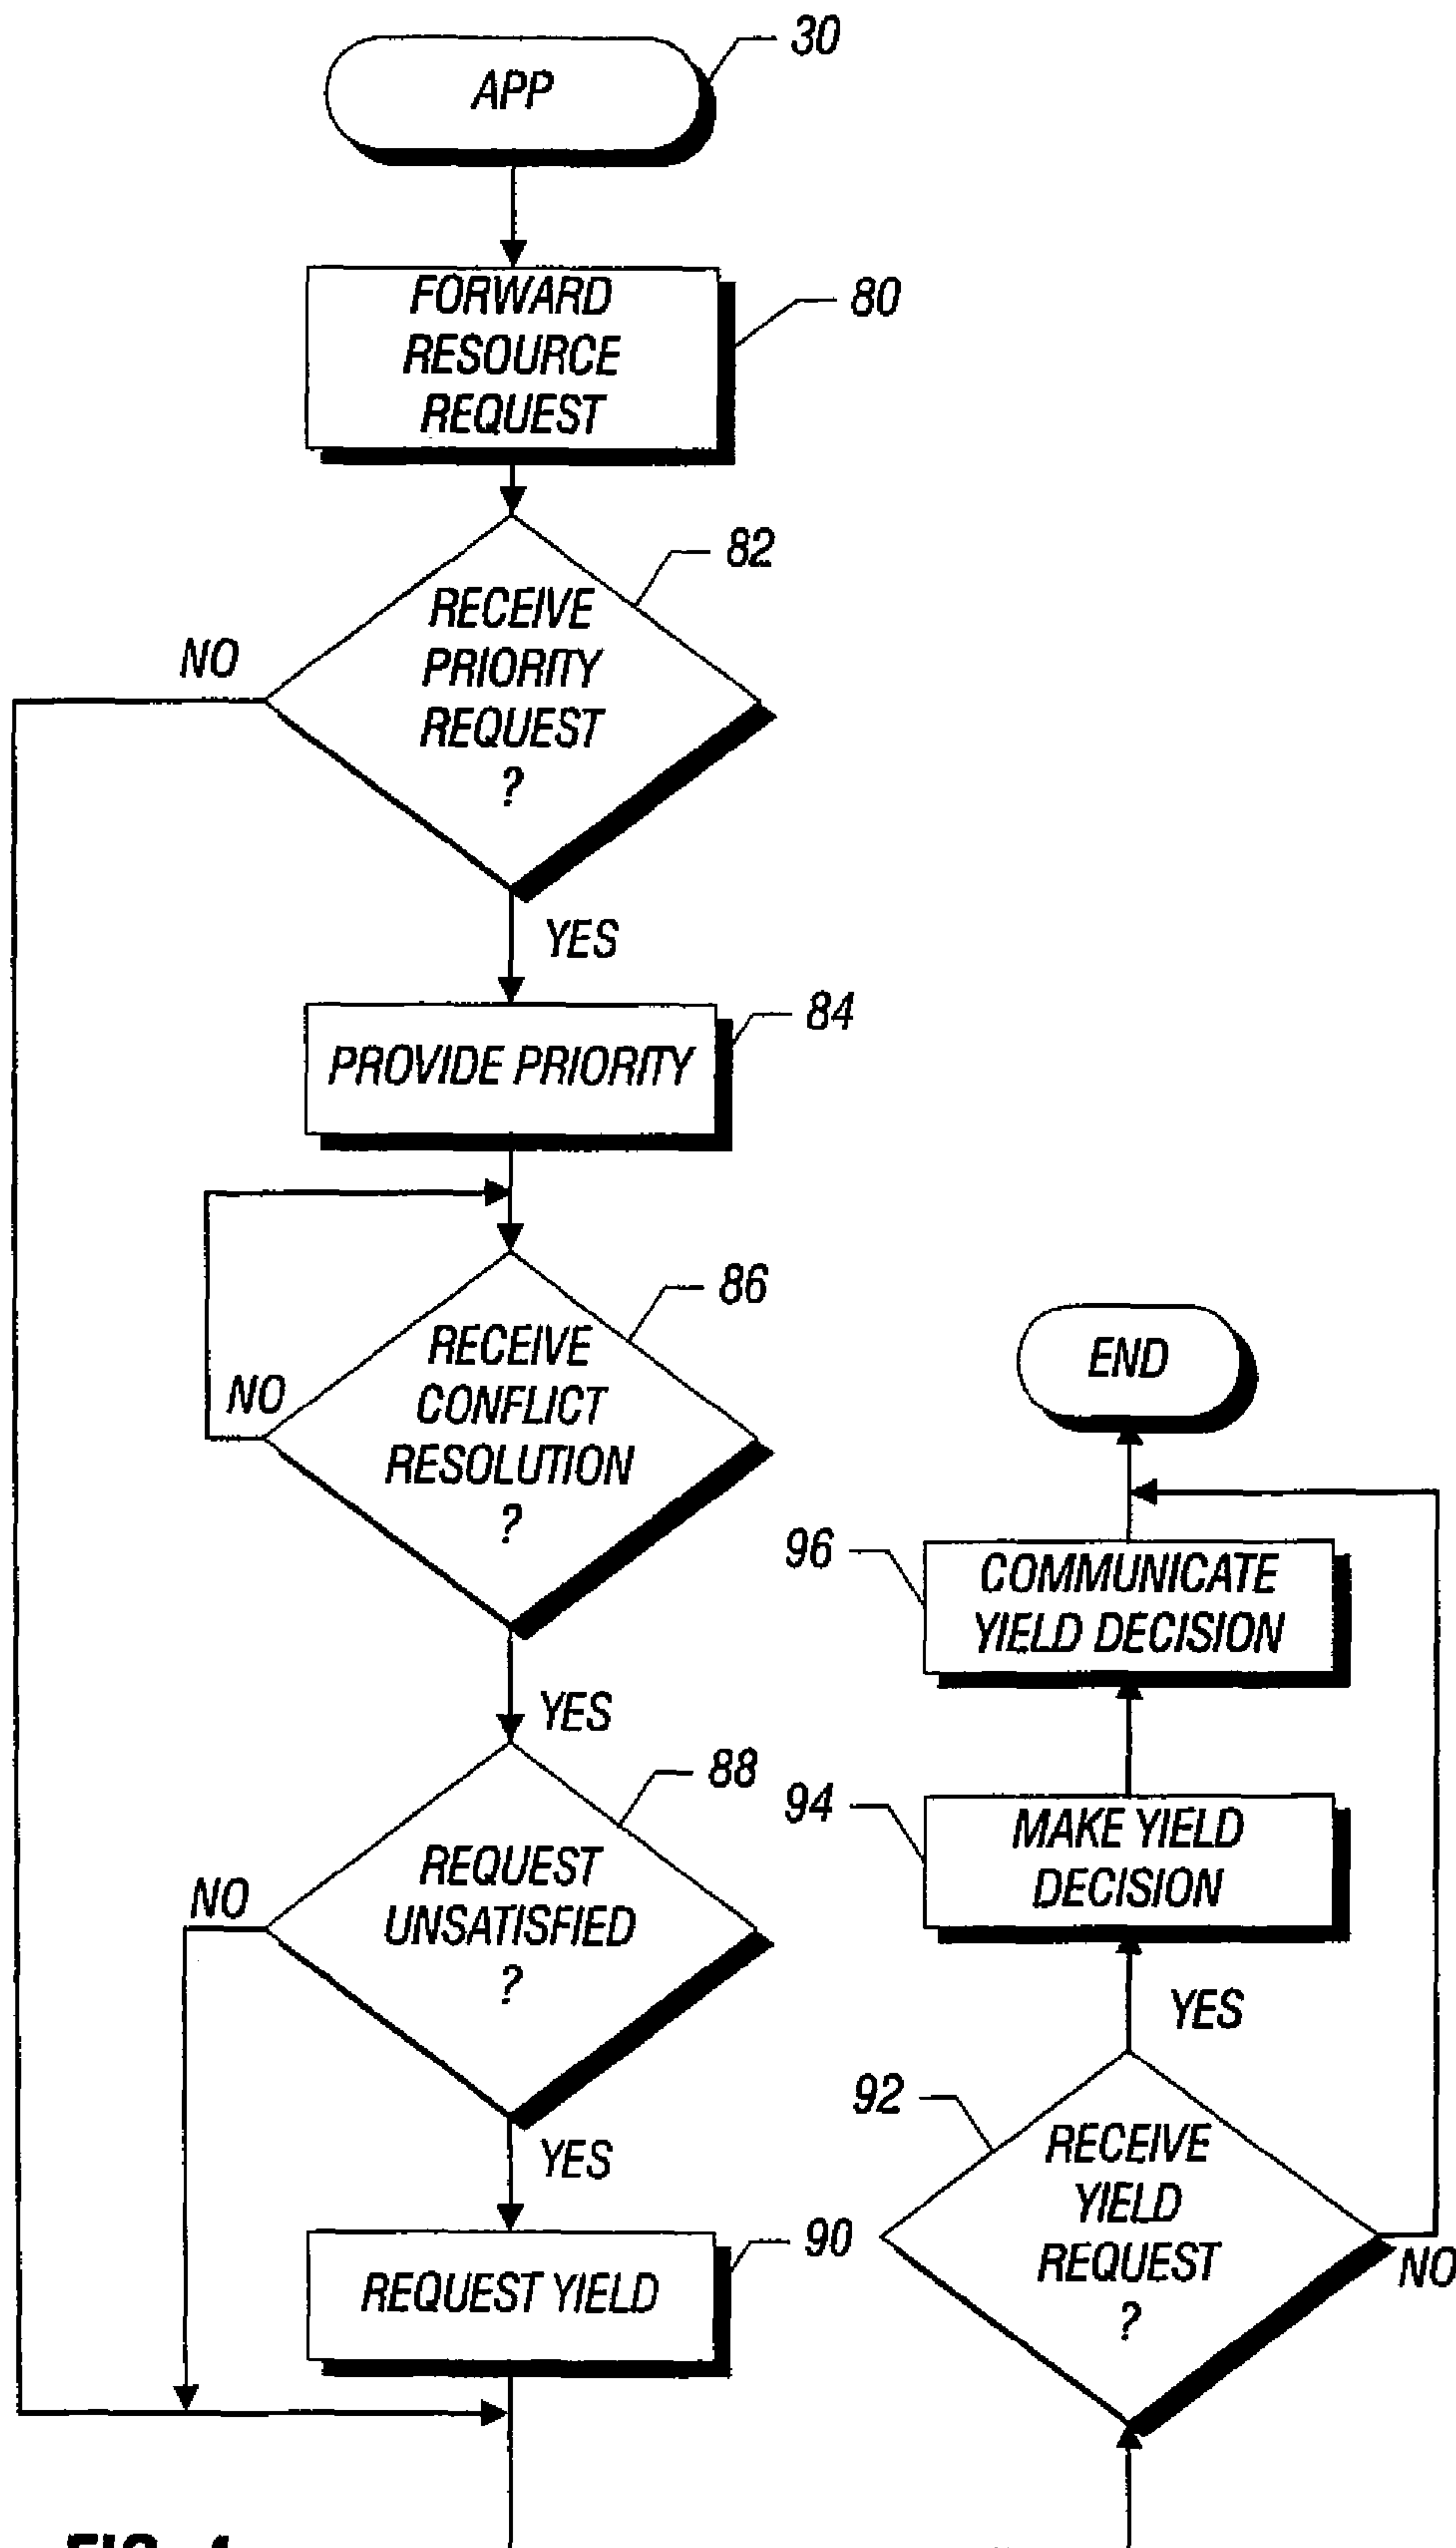 APP
30
FORWARD
RESOURCE
REQUEST
80
RECEIVE
PRIORITY
REQUEST
?
82
NO
YES
PROVIDE PRIORITY
84
RECEIVE
CONFLICT
RESOLUTION
?
86
NO
YES
REQUEST
UNSATISFIED
?
88
NO
YES
REQUEST YIELD
90
END
COMMUNICATE
YIELD DECISION
96
MAKE YIELD
DECISION
94
YES
RECEIVE
YIELD
REQUEST
?
92
NO